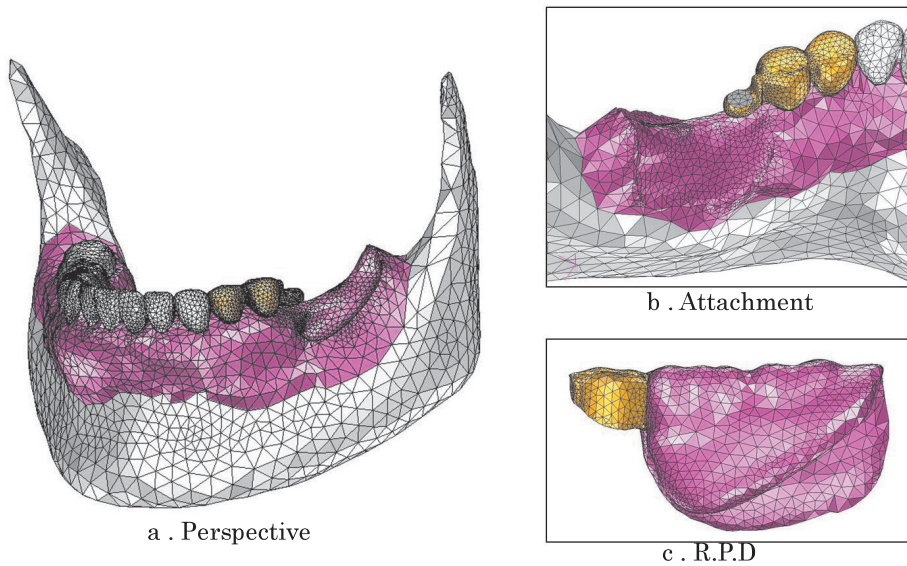 a . Perspective
b . Attachment
c . R.P.D